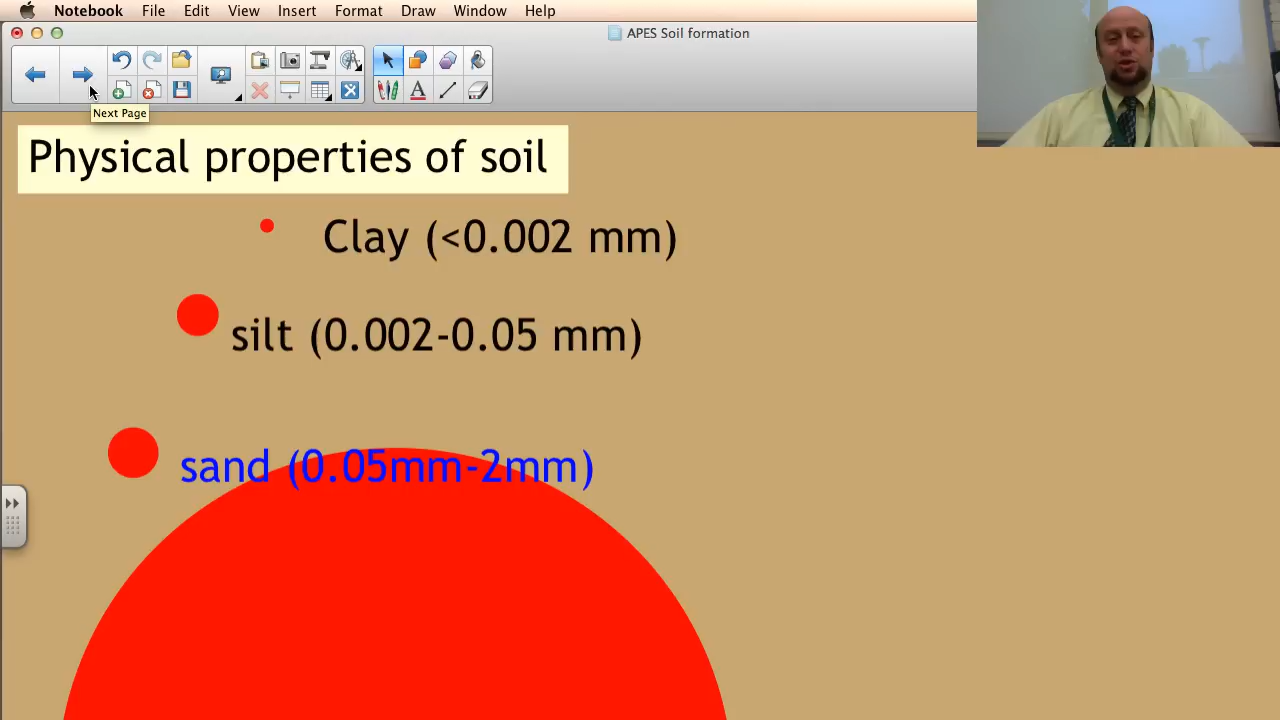 Notebook File Edit View Insert Format Draw Window Help
APES Soil formation
Next Page
Physical properties of soil
Clay (<0.002 mm)
silt (0.002-0.05 mm)
sand (0.05mm-2mm)